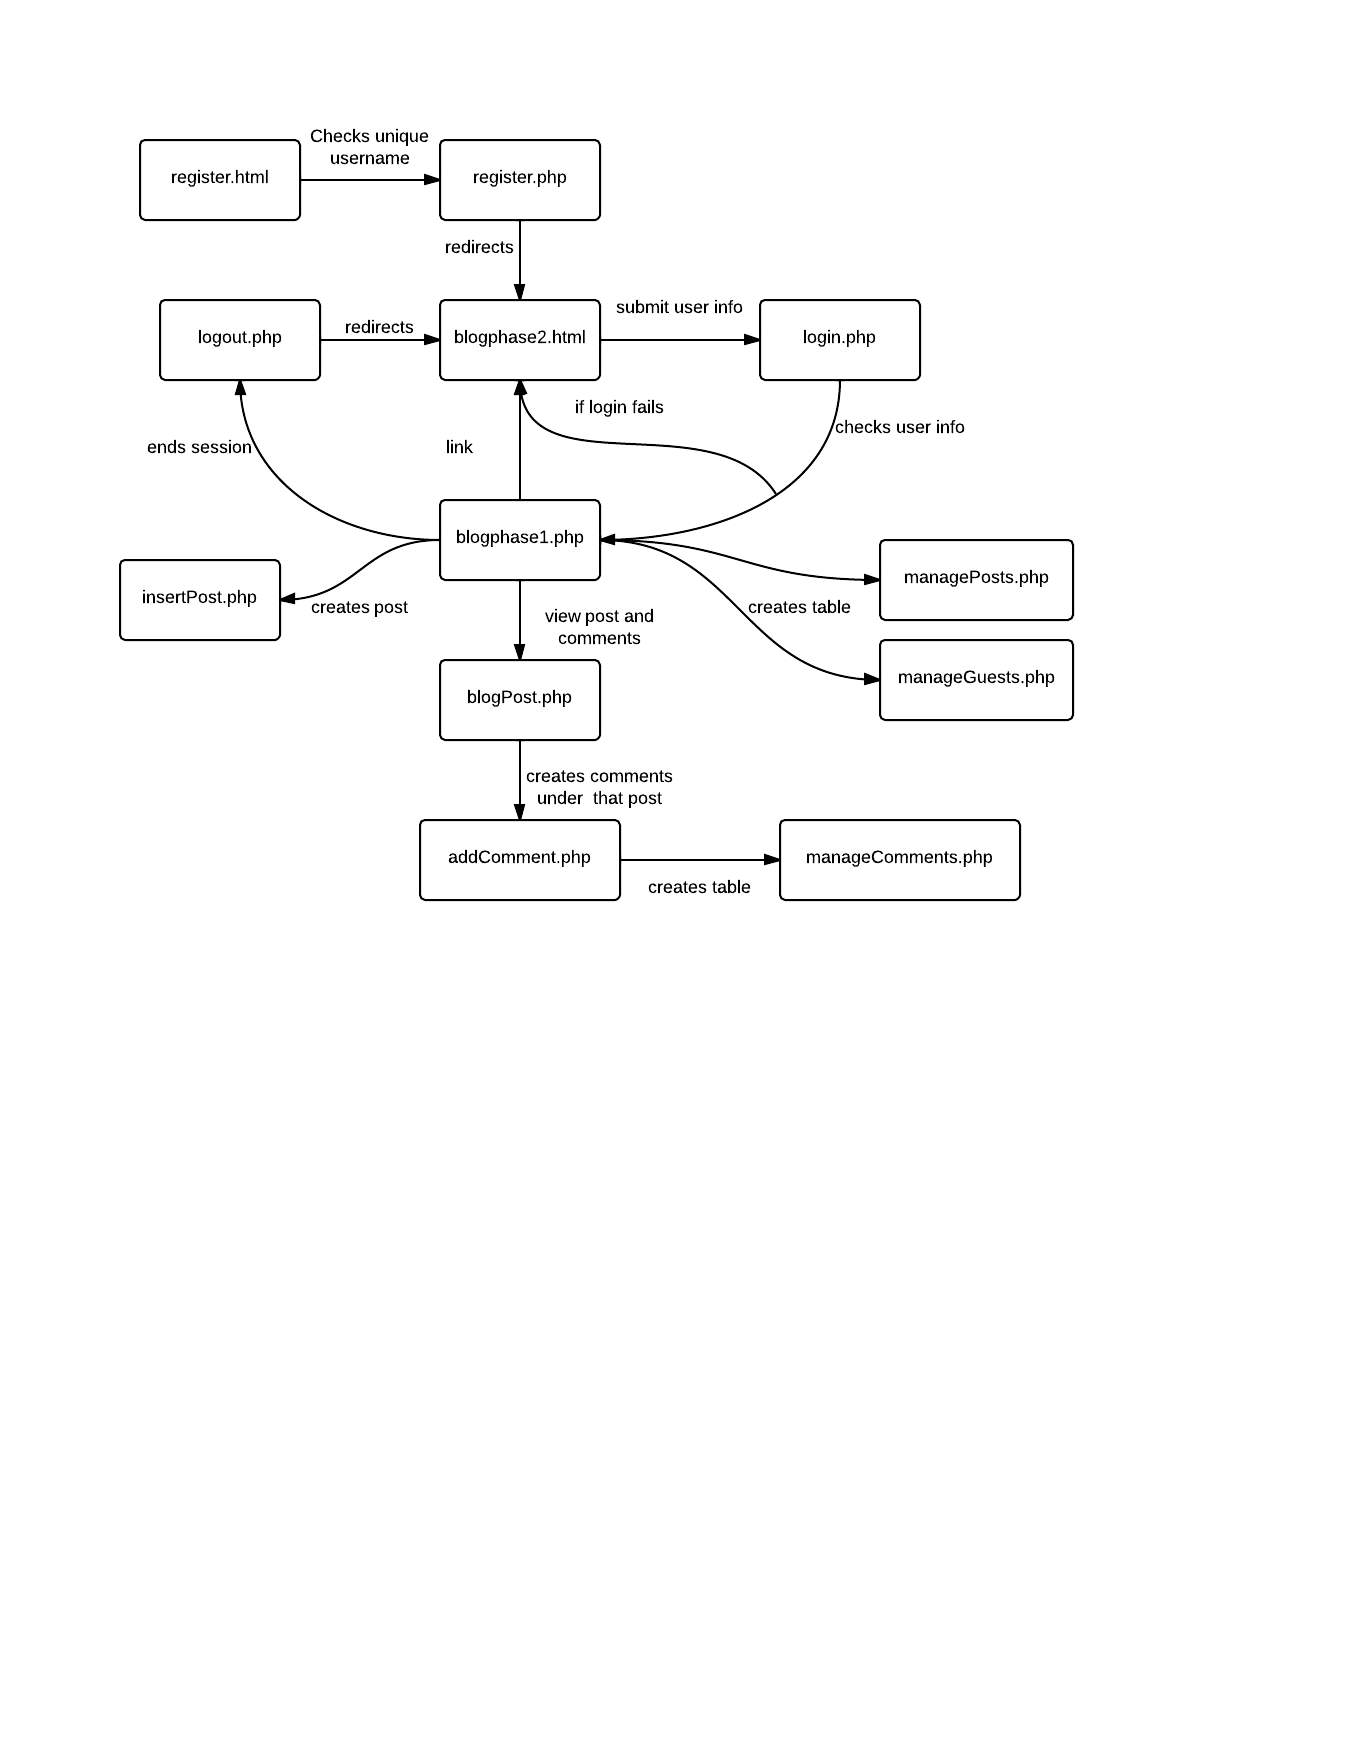 Checks unique
username
register.html
register.php
redirects
submit user info
logout.php
redirects
blogphase2.html
login.php
if login fails
checks user info
ends session
link
blogphase1.php
managePosts.php
insertPost.php
creates post
view post and
comments
creates table
manageGuests.php
blogPost.php
creates comments
under  that post
addComment.php
manageComments.php
creates table